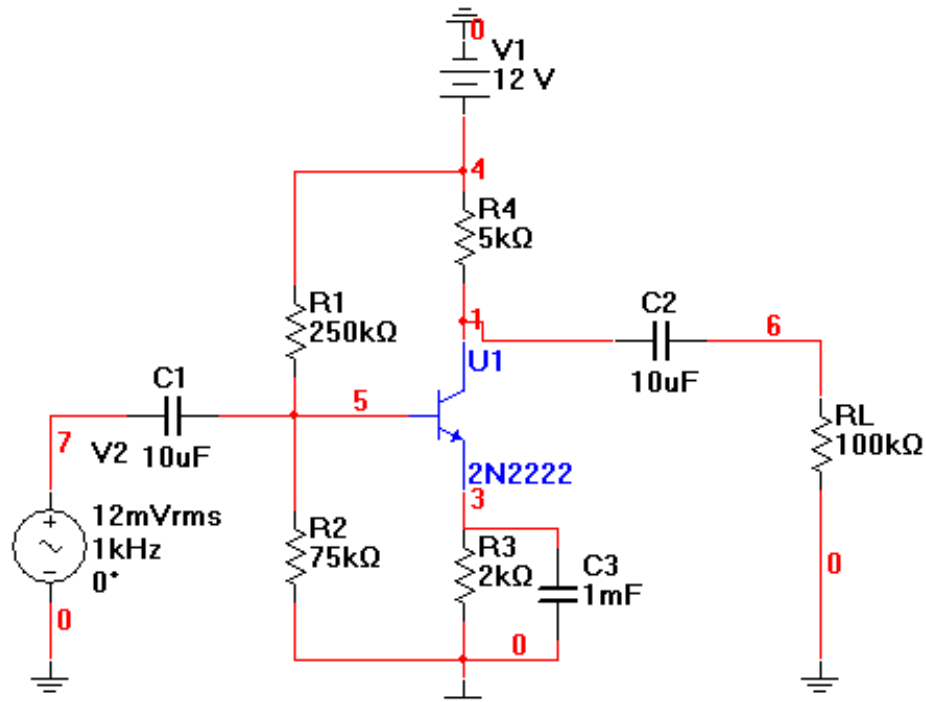 0
V1
12 V
4
R4
5kΩ
R1
250kΩ
1
C2
6
10uF
U1
C1
5
7
V2
10uF
RL
100kΩ
2N2222
3
12mVrms
1kHz
0*
R2
75kΩ
R3
2kΩ
C3
1mF
0
0
0